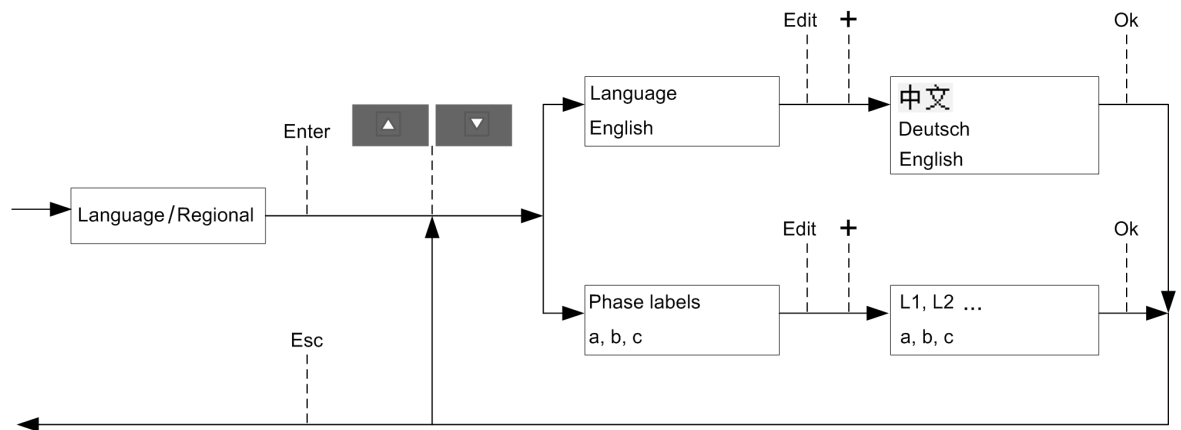 Edit + Ok
Language
English
中文
Deutsch
English
Enter
Language/Regional
Edit + Ok
Phase labels
a, b, c
L1, L2 ...
a, b, c
Esc